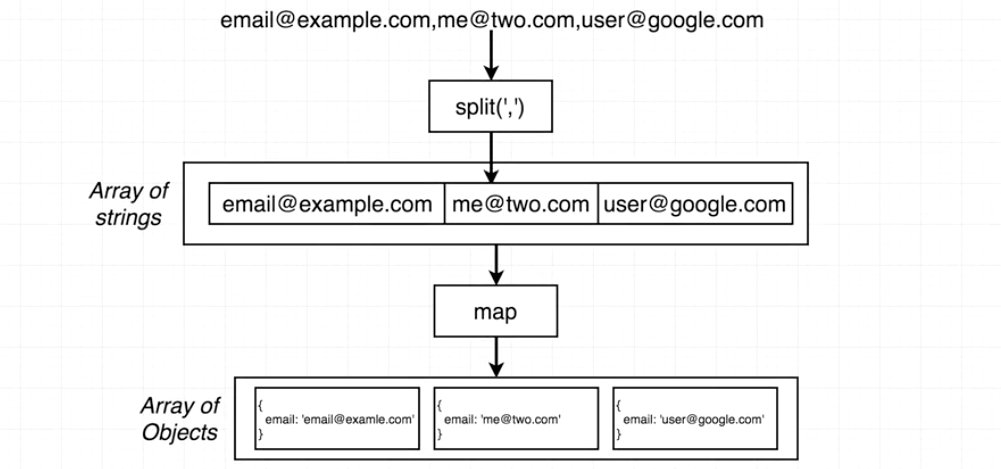 email@example.com,me@two.com,user@google.com
split(',')
Array of
strings
email@example.com me@two.com user@google.com
map
Array of
Objects
{
email: 'email@examle.com'
}
{
email: 'me@two.com'
}
{
email: 'user@google.com'
}